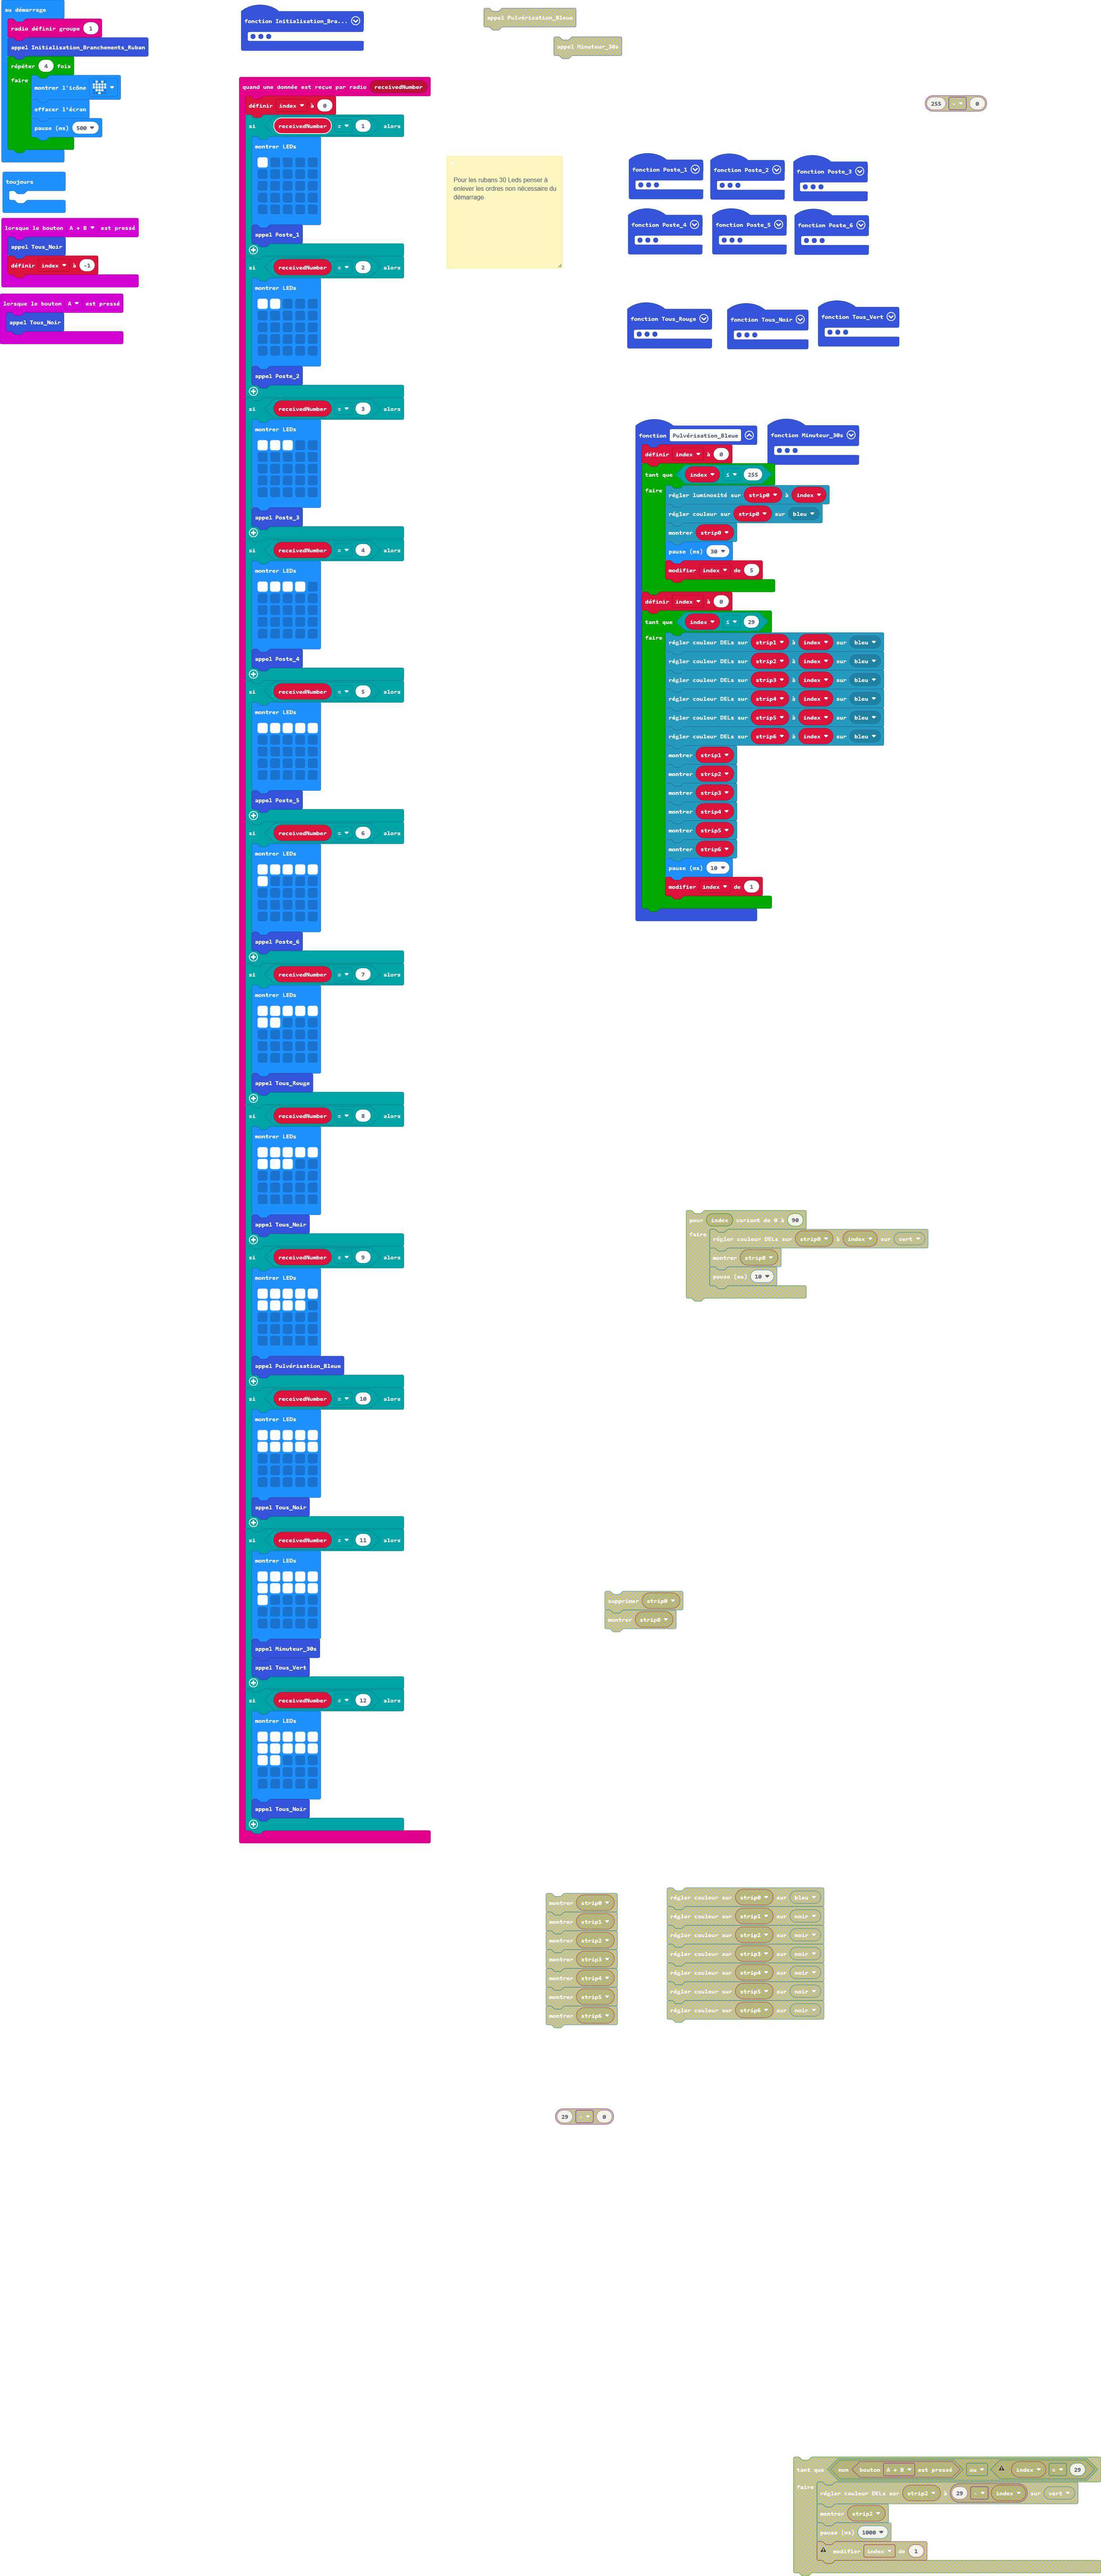 au démarrage
radio définir groupe 1
appel Initialisation_Branchements_Ruban
répéter 4 fois
faire
montrer l'icône
effacer l'écran
pause (ms) 500
toujours
lorsque le bouton A + B est pressé
appel Tous_Noir
définir index à -1
lorsque le bouton A est pressé
appel Tous_Noir
fonction Initialisation_Bra...
quand une donnée est reçue par radio receivedNumber
définir index à 0
si receivedNumber = 1 alors
montrer LEDs
appel Poste_1
si receivedNumber = 2 alors
montrer LEDs
appel Poste_2
si receivedNumber = 3 alors
montrer LEDs
appel Poste_3
si receivedNumber = 4 alors
montrer LEDs
appel Poste_4
si receivedNumber = 5 alors
montrer LEDs
appel Poste_5
si receivedNumber = 6 alors
montrer LEDs
appel Poste_6
si receivedNumber = 7 alors
montrer LEDs
appel Tous_Rouge
si receivedNumber = 8 alors
montrer LEDs
appel Tous_Noir
si receivedNumber = 9 alors
montrer LEDs
appel Pulvérisation_Bleue
si receivedNumber = 10 alors
montrer LEDs
appel Tous_Noir
si receivedNumber = 11 alors
montrer LEDs
appel Minuteur_30s
appel Tous_Vert
si receivedNumber = 12 alors
montrer LEDs
appel Tous_Noir
appel Pulvérisation_Bleue
appel Minuteur_30s
255 - 0
Pour les rubans 30 Leds penser à
enlever les ordres non nécessaire du
démarrage
fonction Poste_1
fonction Poste_2
fonction Poste_3
fonction Poste_4
fonction Poste_5
fonction Poste_6
fonction Tous_Rouge
fonction Tous_Noir
fonction Tous_Vert
fonction Pulvérisation_Bleue
fonction Minuteur_30s
définir index à 0
tant que index ≤ 255
faire
régler luminosité sur strip0 à index
régler couleur sur strip0 sur bleu
montrer strip0
pause (ms) 30
modifier index de 5
définir index à 0
tant que index ≤ 29
faire
régler couleur DELs sur strip1 à index sur bleu
régler couleur DELs sur strip2 à index sur bleu
régler couleur DELs sur strip3 à index sur bleu
régler couleur DELs sur strip4 à index sur bleu
régler couleur DELs sur strip5 à index sur bleu
régler couleur DELs sur strip6 à index sur bleu
montrer strip1
montrer strip2
montrer strip3
montrer strip4
montrer strip5
montrer strip6
pause (ms) 10
modifier index de 1
pour index variant de 0 à 90
faire
régler couleur DELs sur strip0 à index sur vert
montrer strip0
pause (ms) 10
supprimer strip0
montrer strip0
montrer strip0
montrer strip1
montrer strip2
montrer strip3
montrer strip4
montrer strip5
montrer strip6
régler couleur sur strip0 sur bleu
régler couleur sur strip1 sur noir
régler couleur sur strip2 sur noir
régler couleur sur strip3 sur noir
régler couleur sur strip4 sur noir
régler couleur sur strip5 sur noir
régler couleur sur strip6 sur noir
29 - 0
tant que non bouton A + B est pressé ou index = 29
faire
régler couleur DELs sur strip2 à 29 - index sur vert
montrer strip2
pause (ms) 1000
modifier index de 1